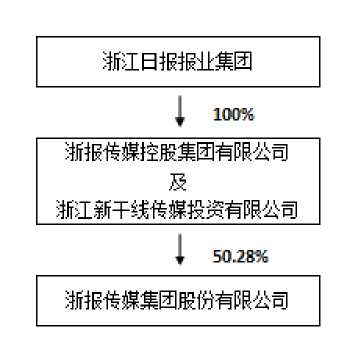 浙江日报报业集团
100%
浙报传媒控股集团有限公司
及
浙江新干线传媒投资有限公司
50.28%
浙报传媒集团股份有限公司